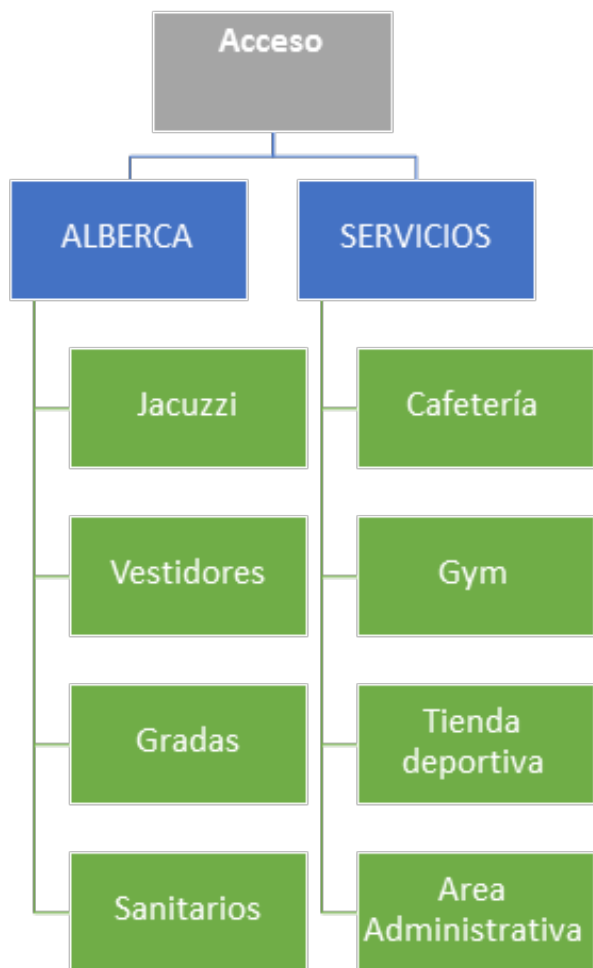 Acceso
ALBERCA
SERVICIOS
Jacuzzi
Cafetería
Vestidores
Gym
Gradas
Tienda
deportiva
Sanitarios
Area
Administrativa